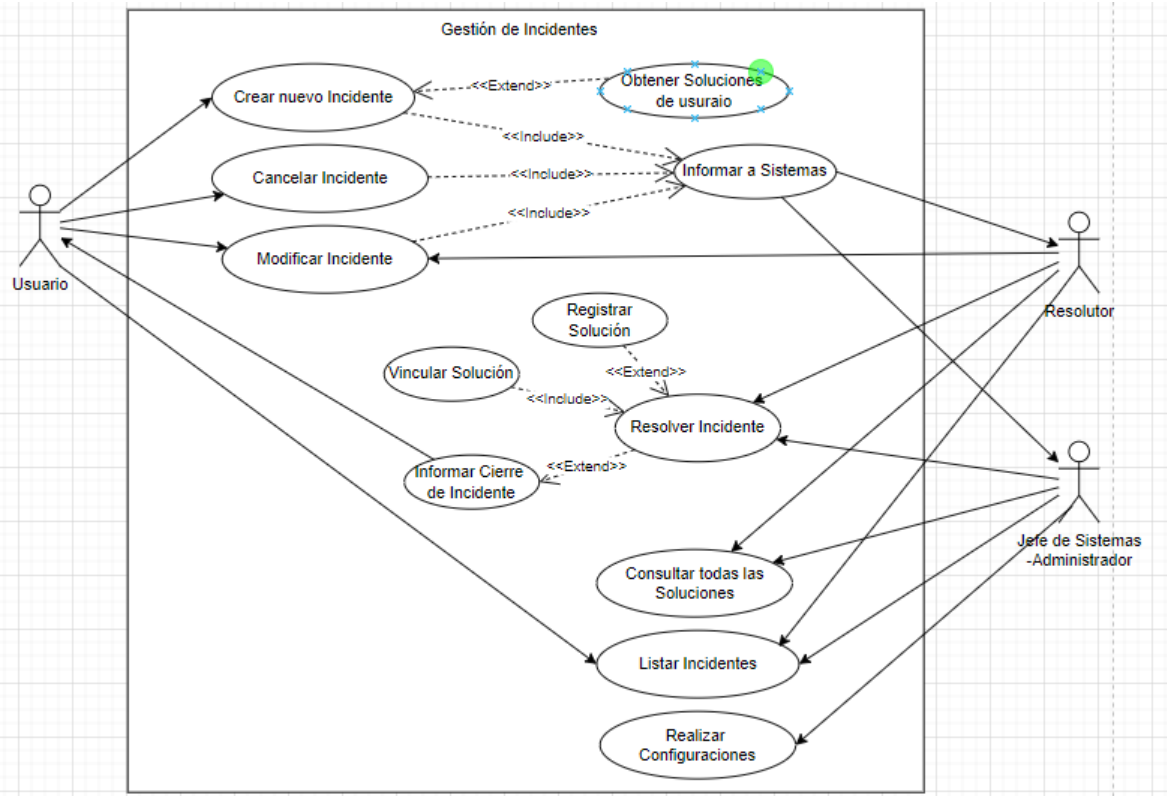 Gestión de Incidentes
Crear nuevo Incidente
<<Extend>>
Obtener Soluciones
de usuraio
<<Include>>
Cancelar Incidente
<<Include>>
Informar a Sistemas
<<Include>>
Modificar Incidente
Usuario
Resolutor
Registrar
Solución
Vincular Solución
<<Extend>>
<<Include>>
Resolver Incidente
<<Extend>>
Informar Cierre
de Incidente
Jefe de Sistemas
-Administrador
Consultar todas las
Soluciones
Listar Incidentes
Realizar
Configuraciones